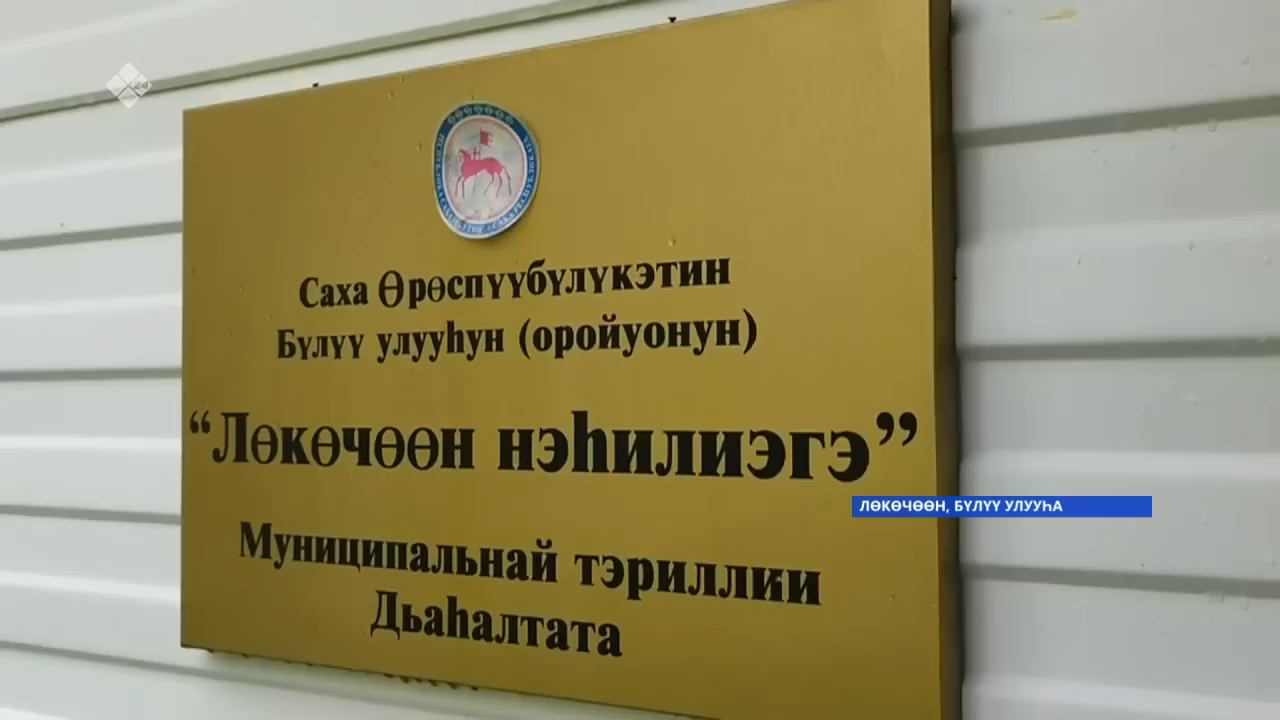 Саха Өрөспүүбүлүкэтин
Бүлүү улууһун (оройуонун)
“Лөкөчөөн нэһилиэгэ”
ЛӨКӨЧӨӨН, БҮЛҮҮ УЛУУҺА
Муниципальнай тэриллии
Дьаһалтата